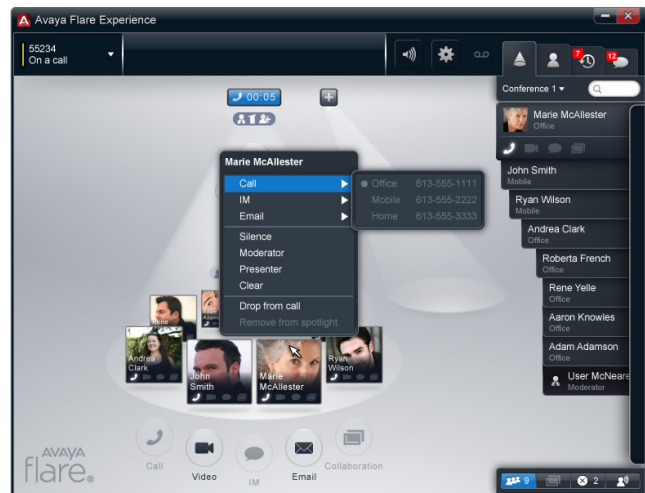 Avaya Flare Experience
55234
On a call
7
12
00:05
Conference 1
Marie McAllester
Office
John Smith
Mobile
Ryan Wilson
Mobile
Andrea Clark
Office
Roberta French
Office
Rene Yelle
Office
Aaron Knowles
Office
Adam Adamson
Office
User McNeare
Moderator
Marie McAllester
Call
IM
Email
Silence
Moderator
Presenter
Clear
Drop from call
Remove from spotlight
Office 613-555-1111
Mobile 613-555-2222
Home 613-555-3333
Rene
Adam
Andrea
Clark
John
Smith
Marie
McAllester
Ryan
Wilson
Call
Video
IM
Email
Collaboration
AVAYA
flare®
9
2